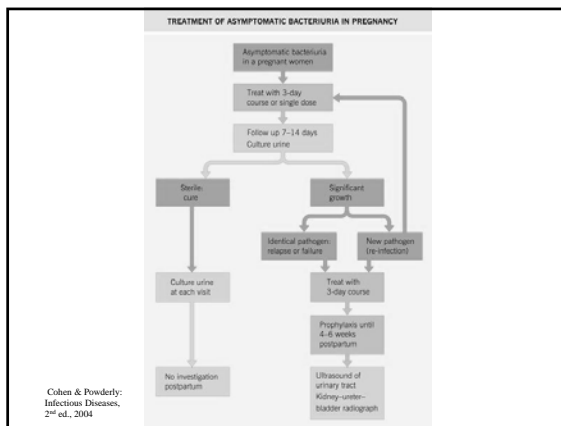 TREATMENT OF ASYMPTOMATIC BACTERIURIA IN PREGNANCY
Asymptomatic bacteriuria
in a pregnant women
Treat with 3-day
course or single dose
Follow up 7–14 days
Culture urine
Sterile:
cure
Significant
growth
Identical pathogen:
relapse or failure
New pathogen
(re-infection)
Culture urine
at each visit
Treat with
3-day course
Prophylaxis until
4–6 weeks
postpartum
No investigation
postpartum
Ultrasound of
urinary tract
Kidney–ureter–
bladder radiograph
Cohen & Powderly:
Infectious Diseases,
2nd ed., 2004